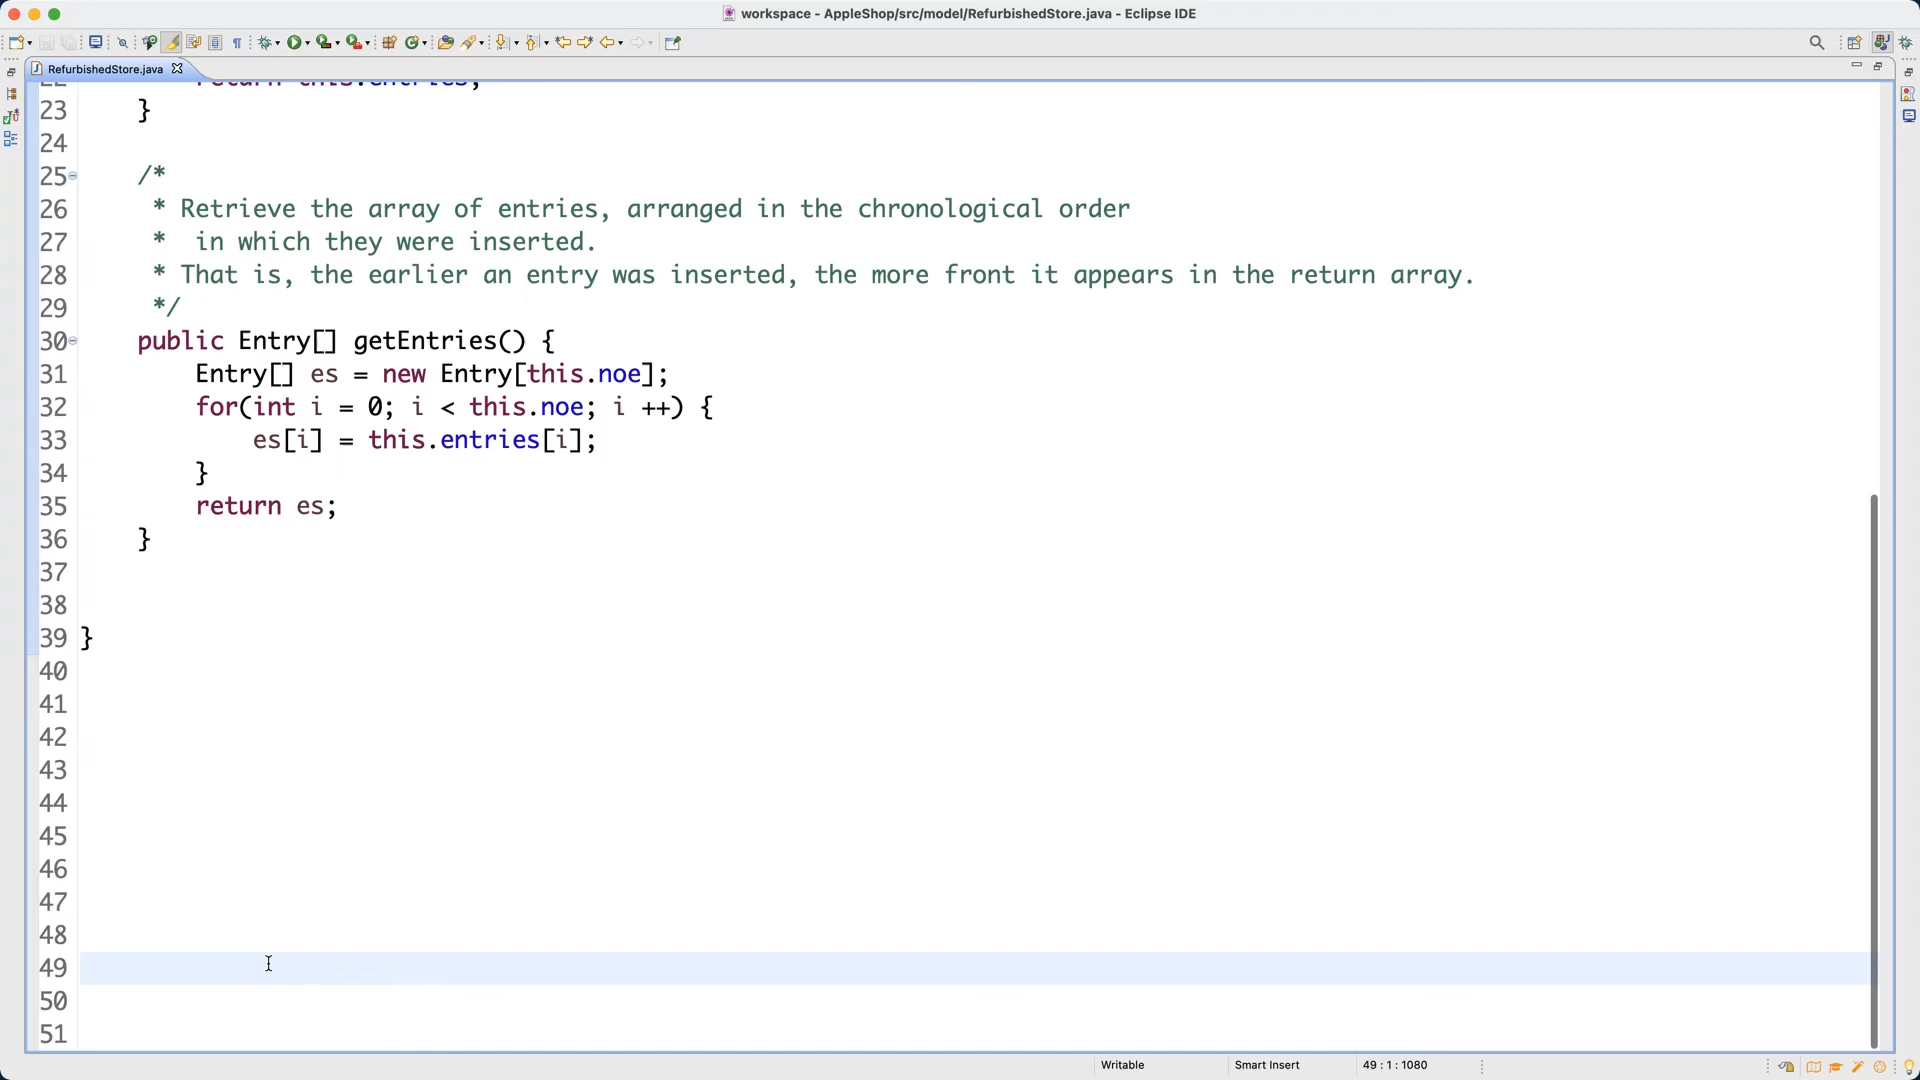 workspace - AppleShop/src/model/RefurbishedStore.java - Eclipse IDE
RefurbishedStore.java
22 return this.entries;
23 }
24
25 /*
26 * Retrieve the array of entries, arranged in the chronological order
27 *  in which they were inserted.
28 * That is, the earlier an entry was inserted, the more front it appears in the return array.
29 */
30 public Entry[] getEntries() {
31 Entry[] es = new Entry[this.noe];
32 for(int i = 0; i < this.noe; i ++) {
33 es[i] = this.entries[i];
34 }
35 return es;
36 }
37
38
39 }
40
41
42
43
44
45
46
47
48
49
50
51
Writable Smart Insert 49 : 1 : 1080